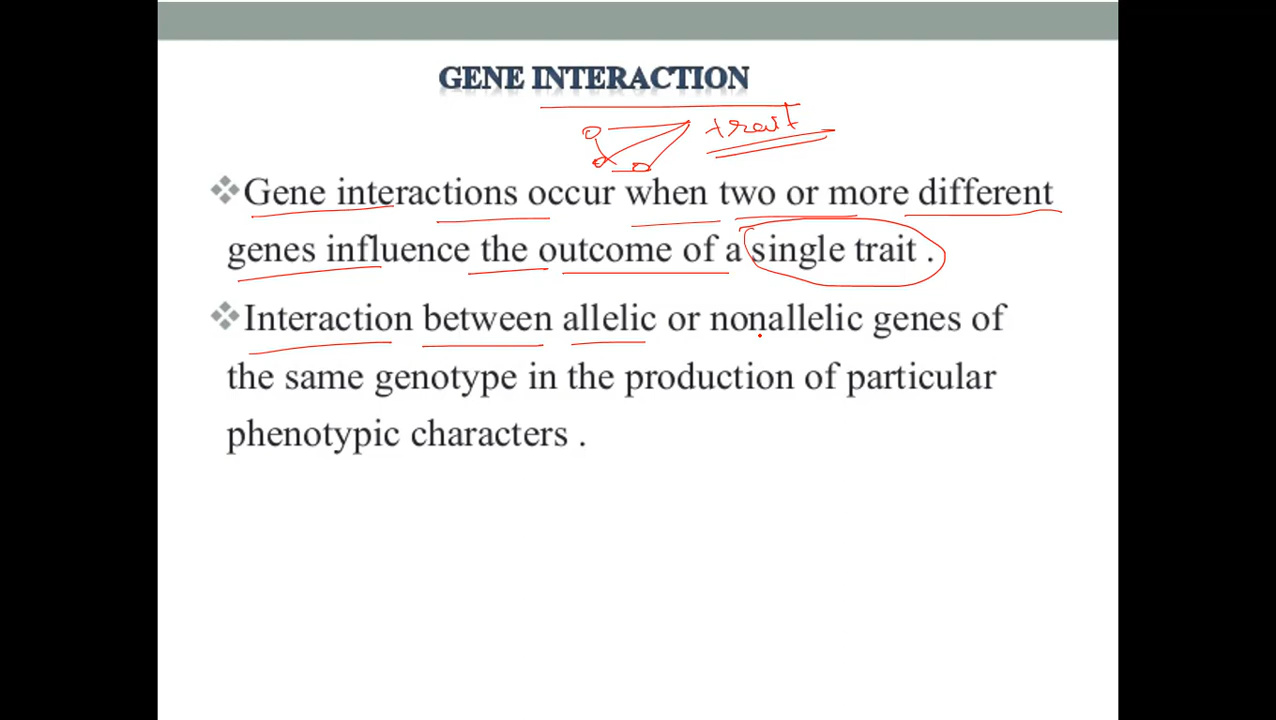 GENE INTERACTION
trait
Gene interactions occur when two or more different
genes influence the outcome of a single trait .
Interaction between allelic or nonallelic genes of
the same genotype in the production of particular
phenotypic characters .